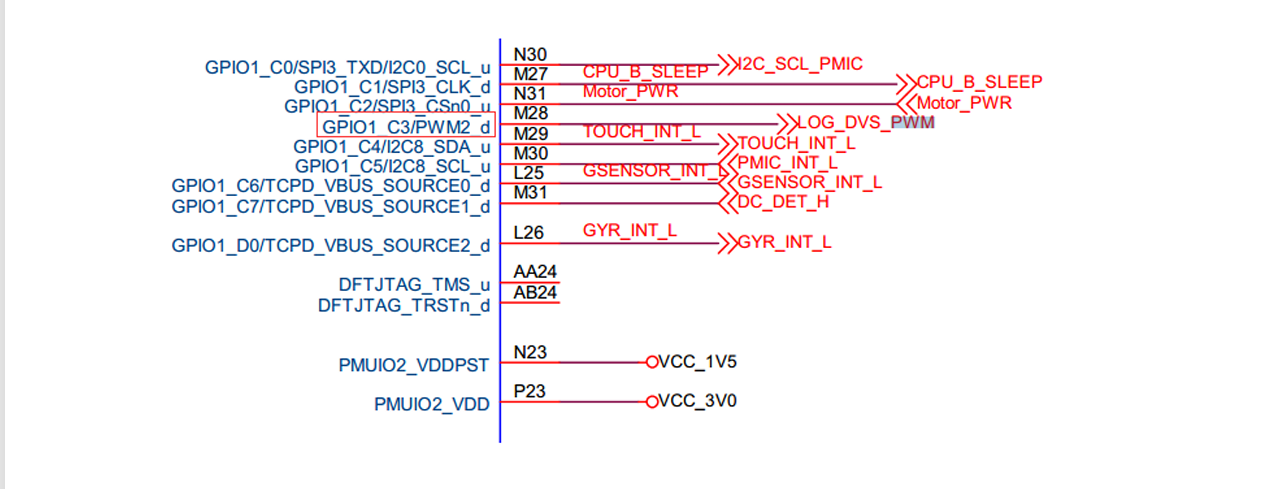 GPIO1_C0/SPI3_TXD/I2C0_SCL_u N30 I2C_SCL_PMIC
GPIO1_C1/SPI3_CLK_d M27 CPU_B_SLEEP CPU_B_SLEEP
GPIO1_C2/SPI3_CSn0_u N31 Motor_PWR Motor_PWR
GPIO1_C3/PWM2_d M28 LOG_DVS_PWM
GPIO1_C4/I2C8_SDA_u M29 TOUCH_INT_L TOUCH_INT_L
GPIO1_C5/I2C8_SCL_u M30 PMIC_INT_L
GPIO1_C6/TCPD_VBUS_SOURCE0_d L25 GSENSOR_INT_L GSENSOR_INT_L
GPIO1_C7/TCPD_VBUS_SOURCE1_d M31 DC_DET_H
GPIO1_D0/TCPD_VBUS_SOURCE2_d L26 GYR_INT_L GYR_INT_L
DFTJTAG_TMS_u AA24
DFTJTAG_TRSTn_d AB24
PMUIO2_VDDPST N23 VCC_1V5
PMUIO2_VDD P23 VCC_3V0